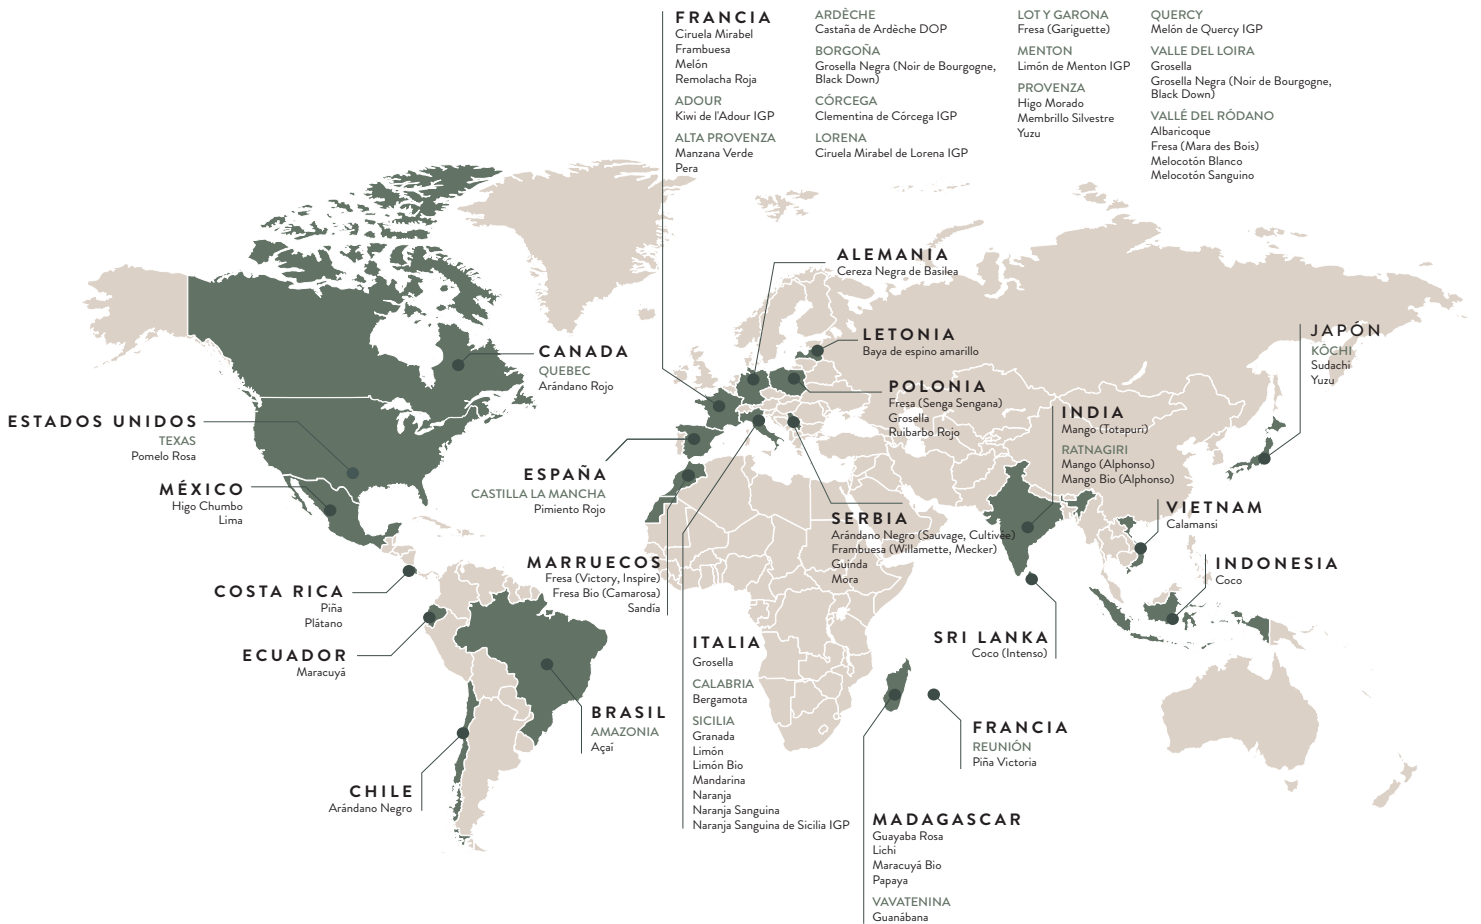 FRANCIA
Ciruela Mirabel
Frambuesa
Melón
Remolacha Roja
ADOUR
Kiwi de l'Adour IGP
ALTA PROVENZA
Manzana Verde
Pera
ARDÈCHE
Castaña de Ardèche DOP
BORGOÑA
Grosella Negra (Noir de Bourgogne,
Black Down)
CÓRCEGA
Clementina de Córcega IGP
LORENA
Ciruela Mirabel de Lorena IGP
LOT Y GARONA
Fresa (Gariguette)
MENTON
Limón de Menton IGP
PROVENZA
Higo Morado
Membrillo Silvestre
Yuzu
QUERCY
Melón de Quercy IGP
VALLE DEL LOIRA
Grosella
Grosella Negra (Noir de Bourgogne,
Black Down)
VALLÉ DEL RÓDANO
Albaricoque
Fresa (Mara des Bois)
Melocotón Blanco
Melocotón Sanguino
ALEMANIA
Cereza Negra de Basilea
LETONIA
Baya de espino amarillo
POLONIA
Fresa (Senga Sengana)
Grosella
Ruibarbo Rojo
JAPÓN
KŌCHI
Sudachi
Yuzu
CANADA
QUEBEC
Arándano Rojo
ESTADOS UNIDOS
TEXAS
Pomelo Rosa
MÉXICO
Higo Chumbo
Lima
ESPAÑA
CASTILLA LA MANCHA
Pimiento Rojo
INDIA
Mango (Totapuri)
RATNAGIRI
Mango (Alphonso)
Mango Bio (Alphonso)
VIETNAM
Calamansi
SERBIA
Arándano Negro (Sauvage, Cultivée)
Frambuesa (Willamette, Mecker)
Guinda
Mora
MARRUECOS
Fresa (Victory, Inspire)
Fresa Bio (Camarosa)
Sandía
INDONESIA
Coco
COSTA RICA
Piña
Plátano
ECUADOR
Maracuyá
SRI LANKA
Coco (Intenso)
ITALIA
Grosella
CALABRIA
Bergamota
SICILIA
Granada
Limón
Limón Bio
Mandarina
Naranja
Naranja Sanguina
Naranja Sanguina de Sicilia IGP
BRASIL
AMAZONIA
Açaí
FRANCIA
REUNIÓN
Piña Victoria
CHILE
Arándano Negro
MADAGASCAR
Guayaba Rosa
Lichi
Maracuyá Bio
Papaya
VAVATENINA
Guanábana